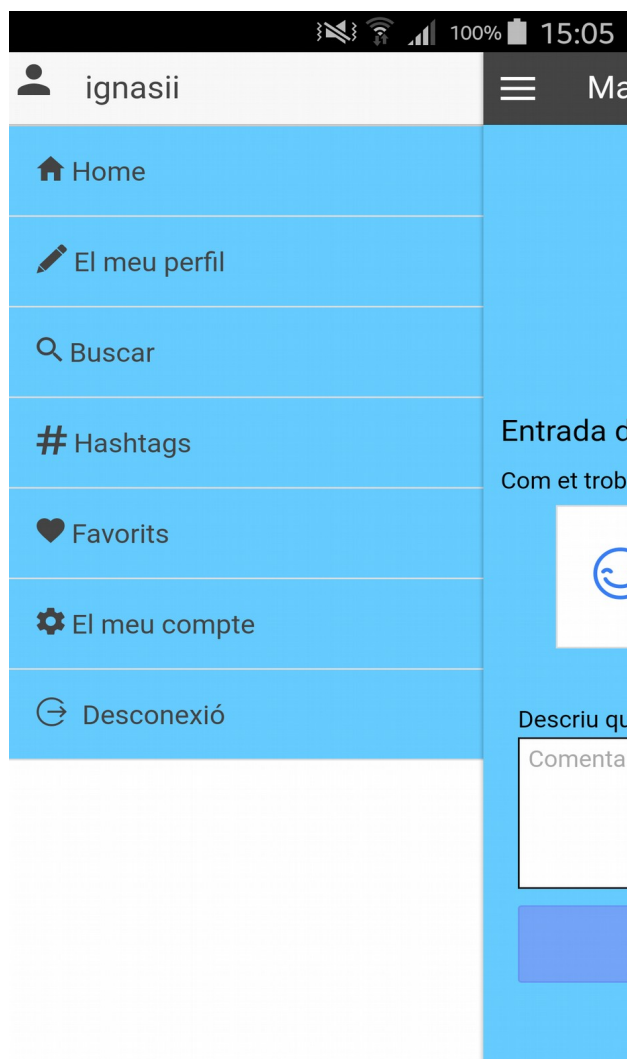 100% 15:05
ignasii
Ma
Home
El meu perfil
Buscar
# Hashtags
Favorits
El meu compte
Desconexió
Entrada d
Com et trob
Descriu qu
Comenta